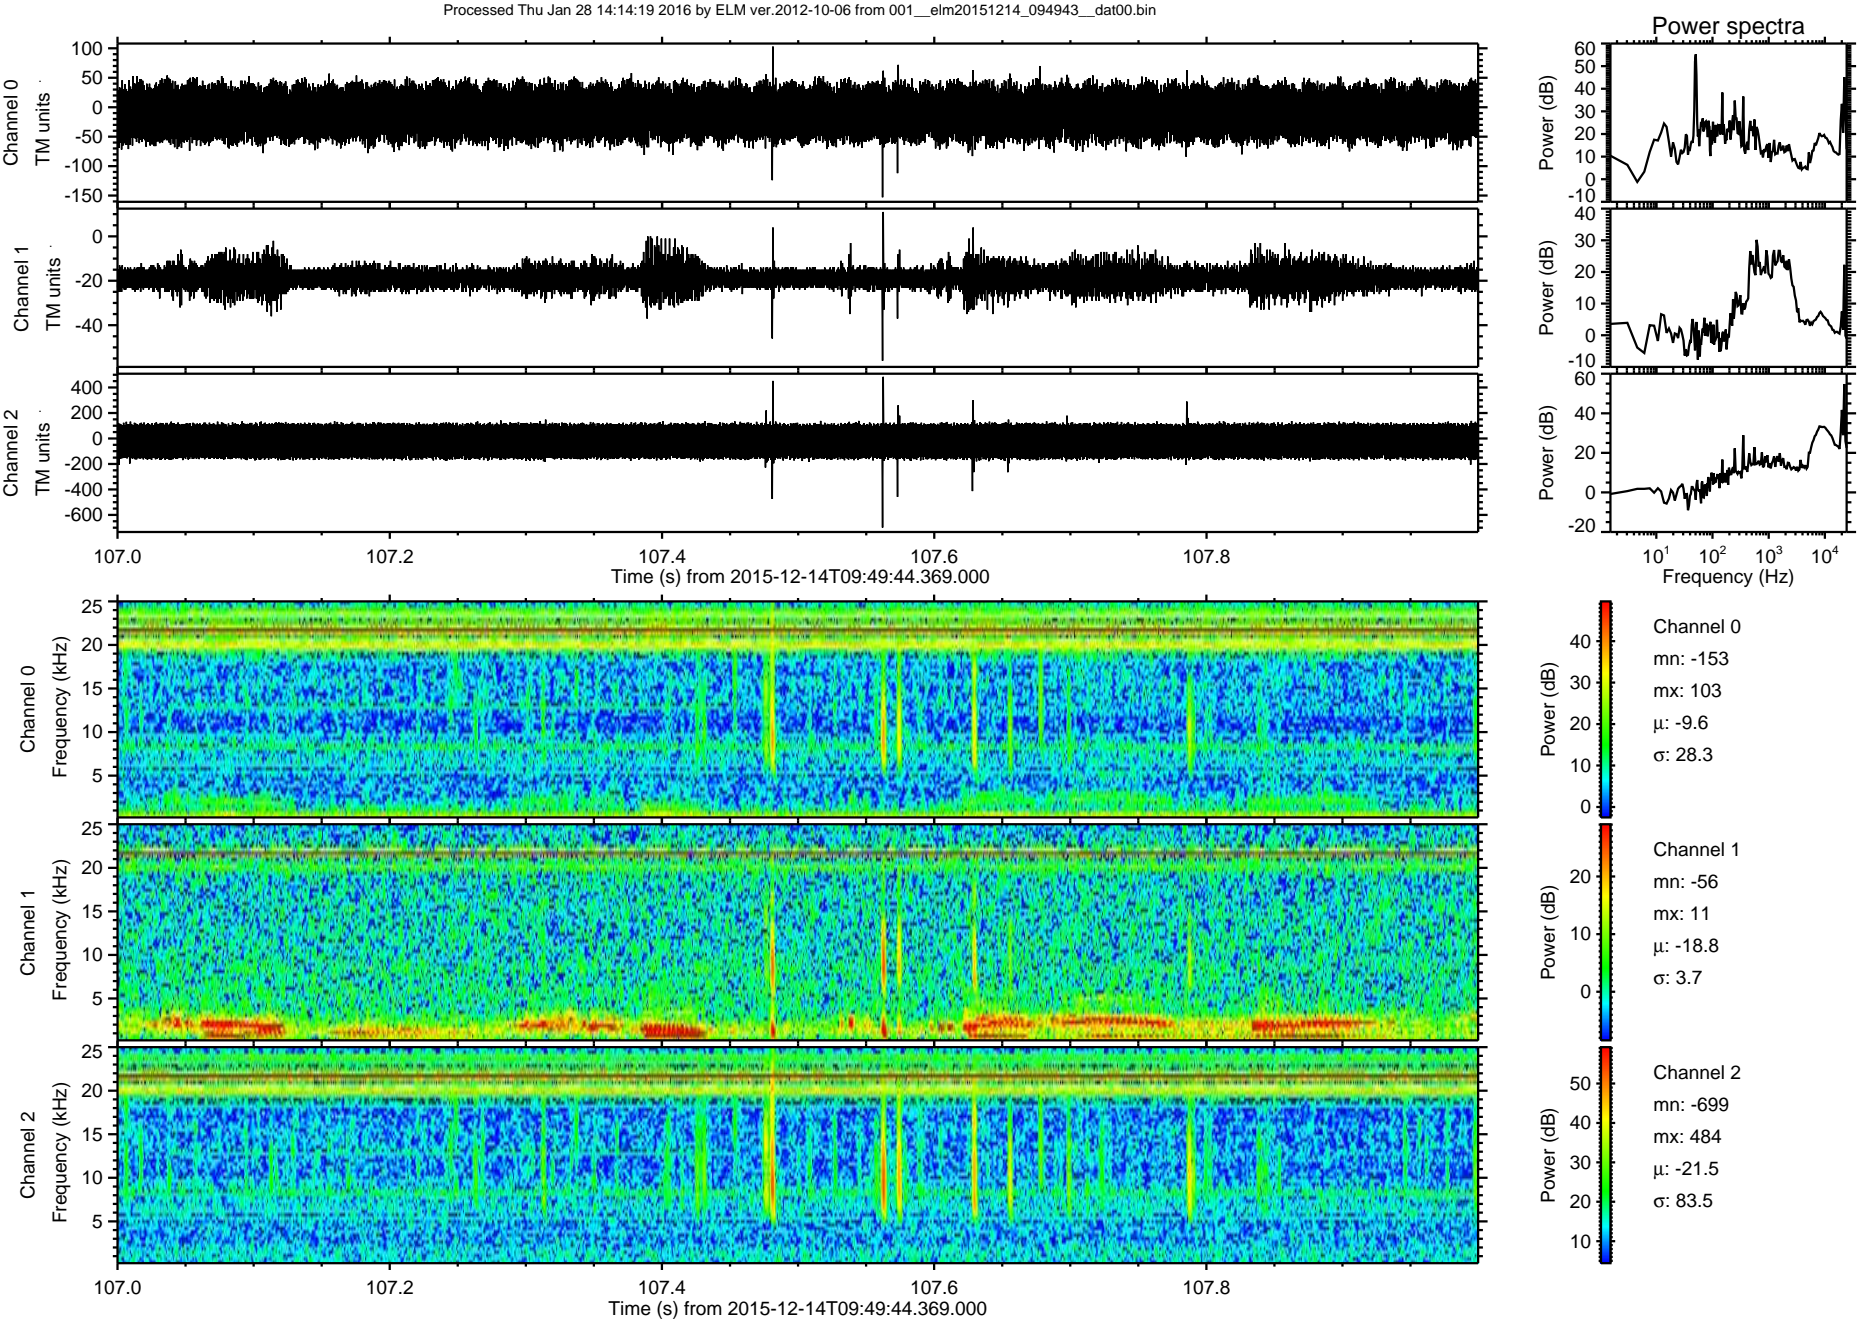 Processed Thu Jan 28 14:14:19 2016 by ELM ver.2012-10-06 from 001__elm20151214_094943__dat00.bin
Power spectra
Channel 0
TM units
100
50
0
-50
-100
-150
Power (dB)
60
50
40
30
20
10
0
-10
Channel 1
TM units
0
-20
-40
Power (dB)
40
30
20
10
0
-10
Channel 2
TM units
400
200
0
-200
-400
-600
Power (dB)
60
40
20
0
-20
107.0 107.2 107.4 107.6 107.8
Time (s) from 2015-12-14T09:49:44.369.000
10¹ 10² 10³ 10⁴
Frequency (Hz)
Channel 0
Frequency (kHz)
25
20
15
10
5
Power (dB)
40
30
20
10
0
Channel 0
mn: -153
mx: 103
μ: -9.6
σ: 28.3
Channel 1
Frequency (kHz)
25
20
15
10
5
Power (dB)
20
10
0
Channel 1
mn: -56
mx: 11
μ: -18.8
σ: 3.7
Channel 2
Frequency (kHz)
25
20
15
10
5
Power (dB)
50
40
30
20
10
Channel 2
mn: -699
mx: 484
μ: -21.5
σ: 83.5
107.0 107.2 107.4 107.6 107.8
Time (s) from 2015-12-14T09:49:44.369.000